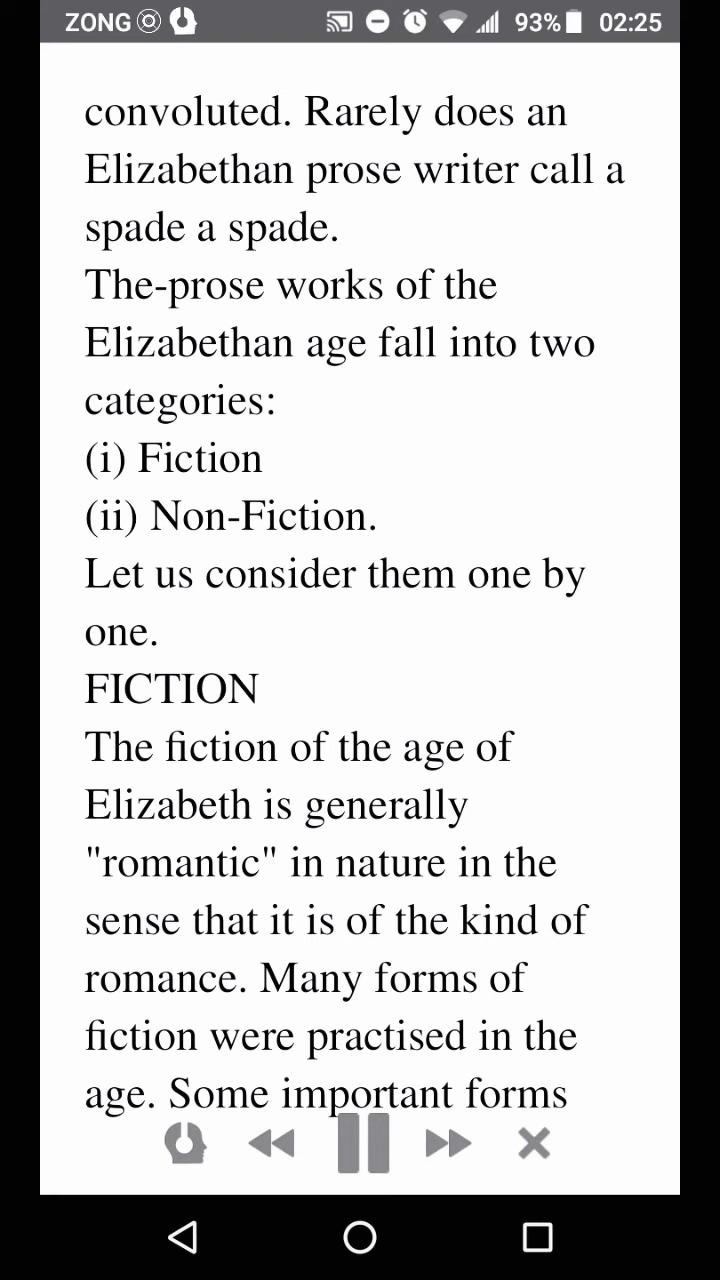 ZONG 93% 02:25
convoluted. Rarely does an
Elizabethan prose writer call a
spade a spade.
The-prose works of the
Elizabethan age fall into two
categories:
(i) Fiction
(ii) Non-Fiction.
Let us consider them one by
one.
FICTION
The fiction of the age of
Elizabeth is generally
"romantic" in nature in the
sense that it is of the kind of
romance. Many forms of
fiction were practised in the
age. Some important forms